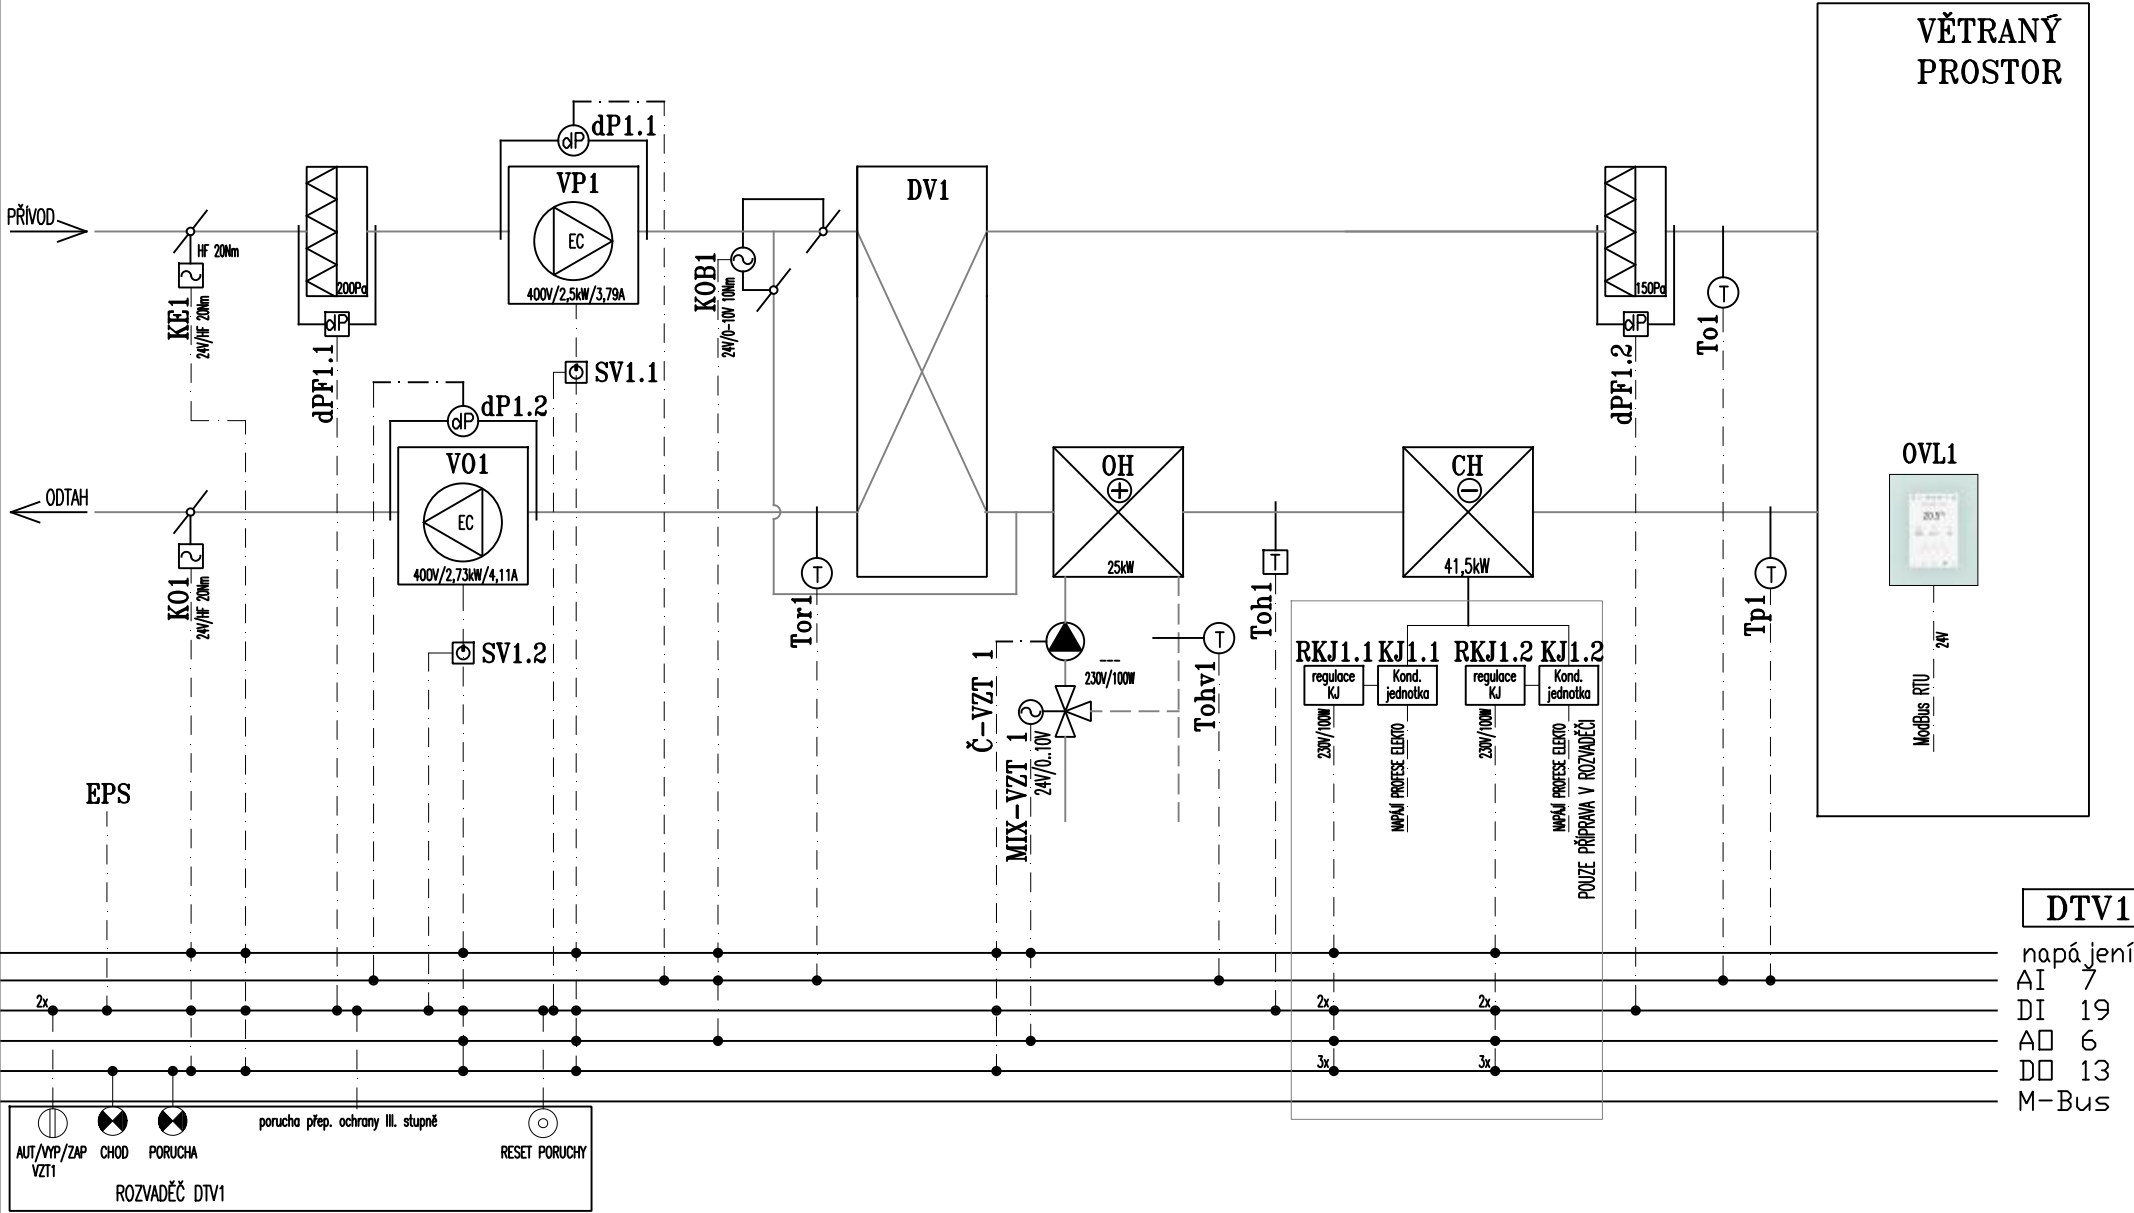 VĚTRANÝ
PROSTOR
dP1.1
dP
VP1
EC
400V/2,5kW/3,79A
PŘÍVOD
HF 20Nm
KE1
24V/HF 20Nm
200Pa
dP
dPF1.1
SV1.1
KOB1
24V/0-10V 10Nm
DV1
150Pa
dP
dPF1.2
T
To1
dP1.2
dP
VO1
EC
400V/2,73kW/4,11A
ODTAH
KO1
24V/HF 20Nm
SV1.2
T
Tor1
OH
25kW
T
Toh1
CH
41,5kW
T
Tp1
OVL1
20.5
24V
ModBus RTU
Č-VZT 1
230V/100W
T
Tohv1
MIX-VZT 1
24V/0..10V
RKJ1.1
KJ1.1
RKJ1.2
KJ1.2
regulace
KJ
Kond.
jednotka
regulace
KJ
Kond.
jednotka
230V/100W
NAPÁJÍ PROFESE ELEKTO
230V/100W
NAPÁJÍ PROFESE ELEKTO
POUZE PŘÍPRAVA V ROZVADĚČI
EPS
DTV1
napájení
AI 7
2x
2x
2x
DI 19
AO 6
3x
3x
DO 13
M-Bus
AUT/VYP/ZAP
VZT1
CHOD
PORUCHA
porucha přep. ochrany III. stupně
RESET PORUCHY
ROZVADĚČ DTV1